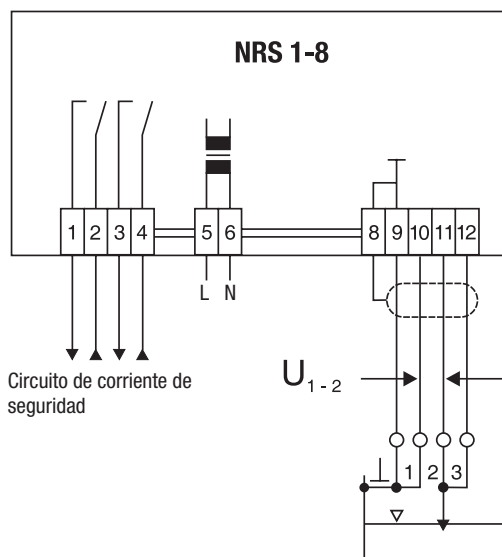 NRS 1-8
1 2 3 4 5 6 8 9 10 11 12
L N
Circuito de corriente de
seguridad
U1-2
1 2 3